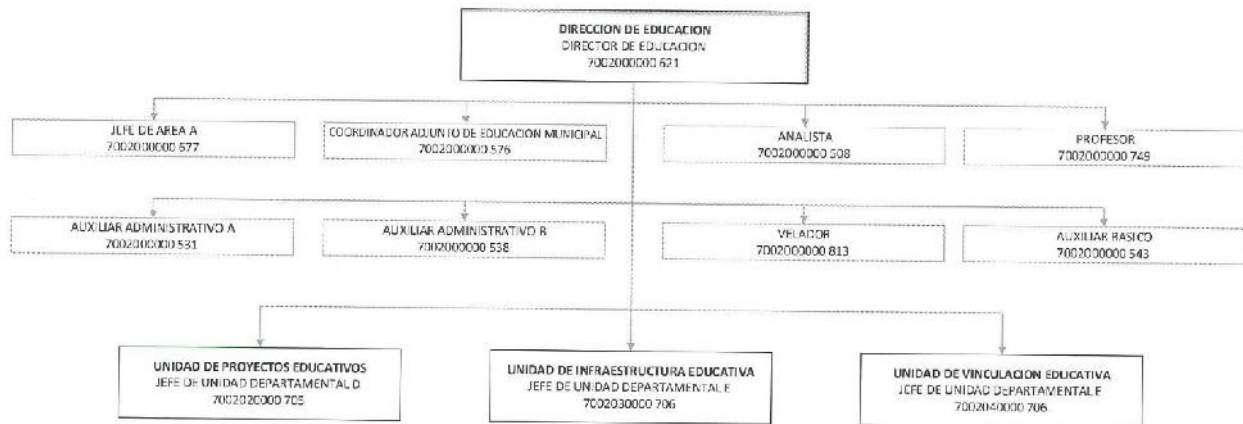 DIRECCION DE EDUCACION
DIRECTOR DE EDUCACION
7002000000 621
JEFE DE AREA A
7002000000 677
COORDINADOR ADJUNTO DE EDUCACION MUNICIPAL
7002000000 576
ANALISTA
7002000000 508
PROFESOR
7002000000 749
AUXILIAR ADMINISTRATIVO A
7002000000 531
AUXILIAR ADMINISTRATIVO B
7002000000 538
VELADOR
7002000000 813
AUXILIAR BASICO
7002000000 543
UNIDAD DE PROYECTOS EDUCATIVOS
JEFE DE UNIDAD DEPARTAMENTAL D
7002020000 705
UNIDAD DE INFRAESTRUCTURA EDUCATIVA
JEFE DE UNIDAD DEPARTAMENTAL E
7002030000 706
UNIDAD DE VINCULACION EDUCATIVA
JEFE DE UNIDAD DEPARTAMENTAL E
7002040000 706